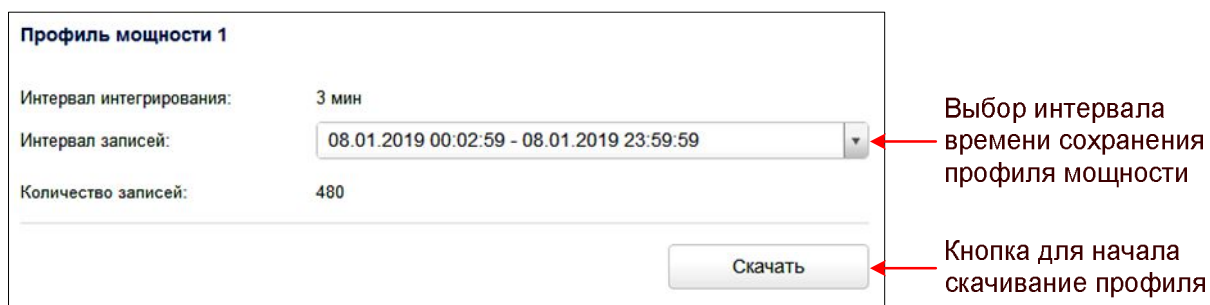 Профиль мощности 1
Интервал интегрирования: 3 мин
Интервал записей: 08.01.2019 00:02:59 - 08.01.2019 23:59:59
Количество записей: 480
Скачать
Выбор интервала
времени сохранения
профиля мощности
Кнопка для начала
скачивание профиля